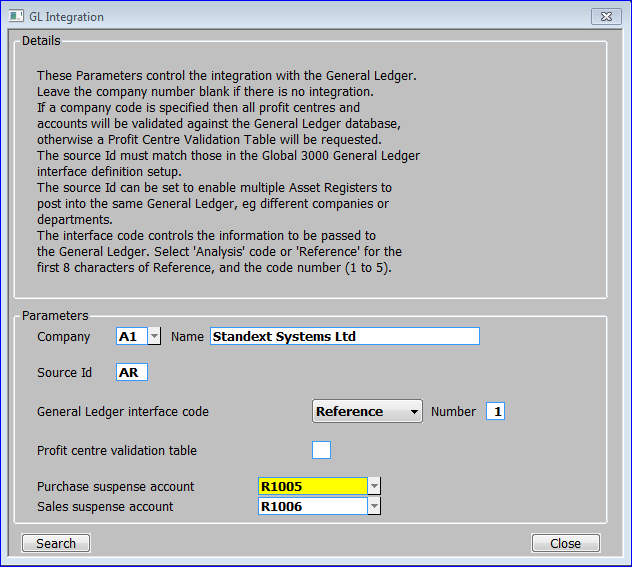 GL Integration
Details
These Parameters control the integration with the General Ledger.
Leave the company number blank if there is no integration.
If a company code is specified then all profit centres and
accounts will be validated against the General Ledger database,
otherwise a Profit Centre Validation Table will be requested.
The source Id must match those in the Global 3000 General Ledger
interface definition setup.
The source Id can be set to enable multiple Asset Registers to
post into the same General Ledger, eg different companies or
departments.
The interface code controls the information to be passed to
the General Ledger. Select 'Analysis' code or 'Reference' for the
first 8 characters of Reference, and the code number (1 to 5).
Parameters
Company A1 Name Standext Systems Ltd
Source Id AR
General Ledger interface code Reference Number 1
Profit centre validation table
Purchase suspense account R1005
Sales suspense account R1006
Search Close